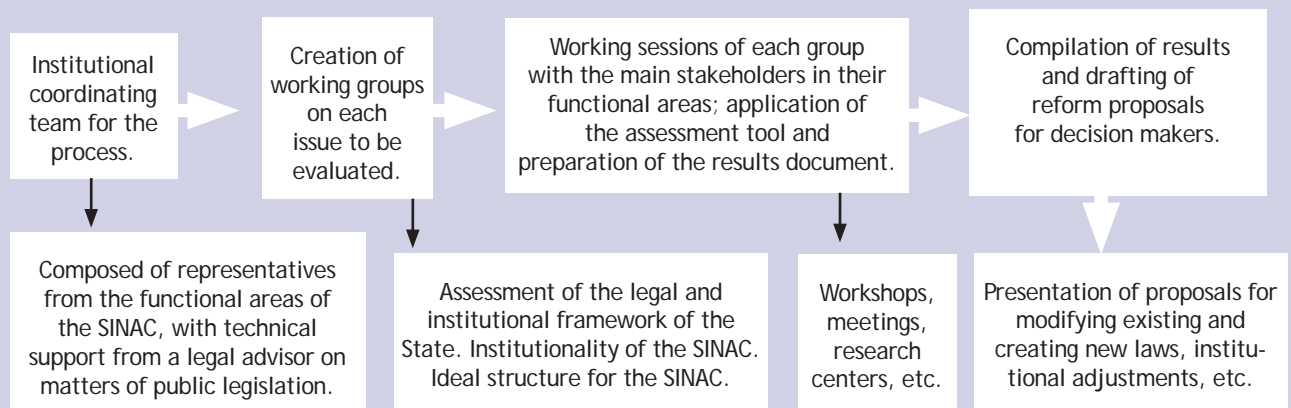 Institutional
coordinating
team for the
process.
Creation of
working groups
on each
issue to be
evaluated.
Working sessions of each group
with the main stakeholders in their
functional areas; application of
the assessment tool and
preparation of the results document.
Compilation of results
and drafting of
reform proposals
for decision makers.
Composed of representatives
from the functional areas of
the SINAC, with technical
support from a legal advisor on
matters of public legislation.
Assessment of the legal and
institutional framework of the
State. Institutionality of the SINAC.
Ideal structure for the SINAC.
Workshops,
meetings,
research
centers, etc.
Presentation of proposals for
modifying existing and
creating new laws, institu-
tional adjustments, etc.